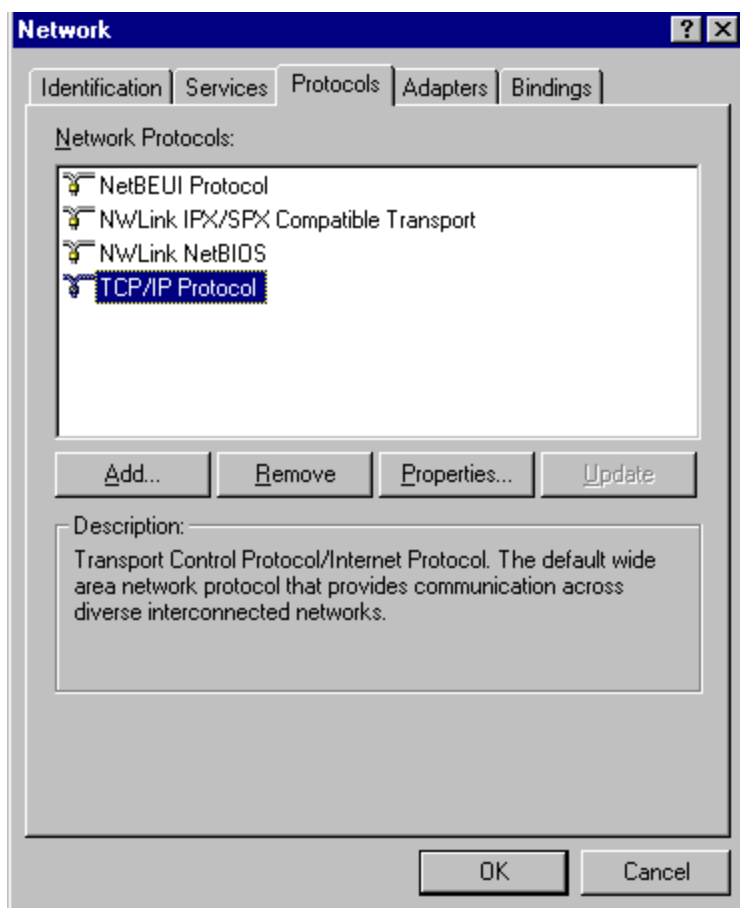 Network
Identification Services Protocols Adapters Bindings
Network Protocols:
NetBEUI Protocol
NWLink IPX/SPX Compatible Transport
NWLink NetBIOS
TCP/IP Protocol
Add... Remove Properties... Update
Description:
Transport Control Protocol/Internet Protocol. The default wide
area network protocol that provides communication across
diverse interconnected networks.
OK Cancel